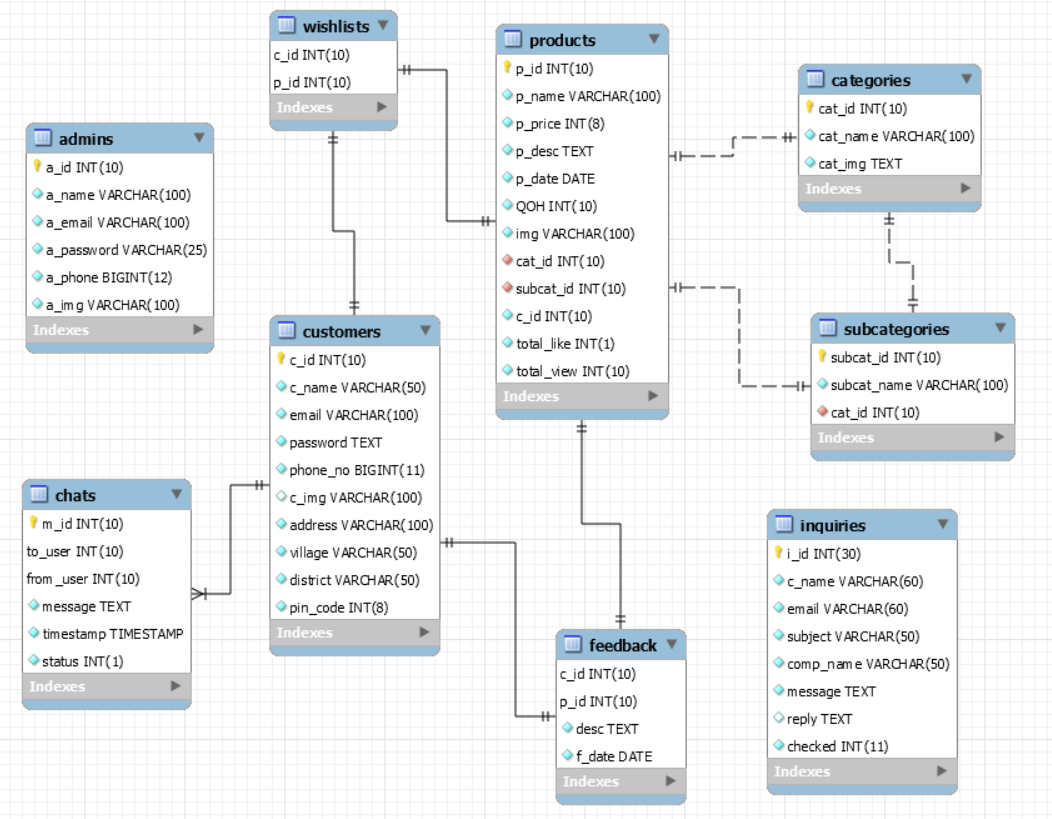 wishlists
c_id INT(10)
p_id INT(10)
Indexes
products
p_id INT(10)
p_name VARCHAR(100)
p_price INT(8)
p_desc TEXT
p_date DATE
QOH INT(10)
img VARCHAR(100)
cat_id INT(10)
subcat_id INT(10)
c_id INT(10)
total_like INT(1)
total_view INT(10)
Indexes
categories
cat_id INT(10)
cat_name VARCHAR(100)
cat_img TEXT
Indexes
admins
a_id INT(10)
a_name VARCHAR(100)
a_email VARCHAR(100)
a_password VARCHAR(25)
a_phone BIGINT(12)
a_img VARCHAR(100)
Indexes
customers
c_id INT(10)
c_name VARCHAR(50)
email VARCHAR(100)
password TEXT
phone_no BIGINT(11)
c_img VARCHAR(100)
address VARCHAR(100)
village VARCHAR(50)
district VARCHAR(50)
pin_code INT(8)
Indexes
subcategories
subcat_id INT(10)
subcat_name VARCHAR(100)
cat_id INT(10)
Indexes
chats
m_id INT(10)
to_user INT(10)
from _user INT(10)
message TEXT
timestamp TIMESTAMP
status INT(1)
Indexes
feedback
c_id INT(10)
p_id INT(10)
desc TEXT
f_date DATE
Indexes
inquiries
i_id INT(30)
c_name VARCHAR(60)
email VARCHAR(60)
subject VARCHAR(50)
comp_name VARCHAR(50)
message TEXT
reply TEXT
checked INT(11)
Indexes